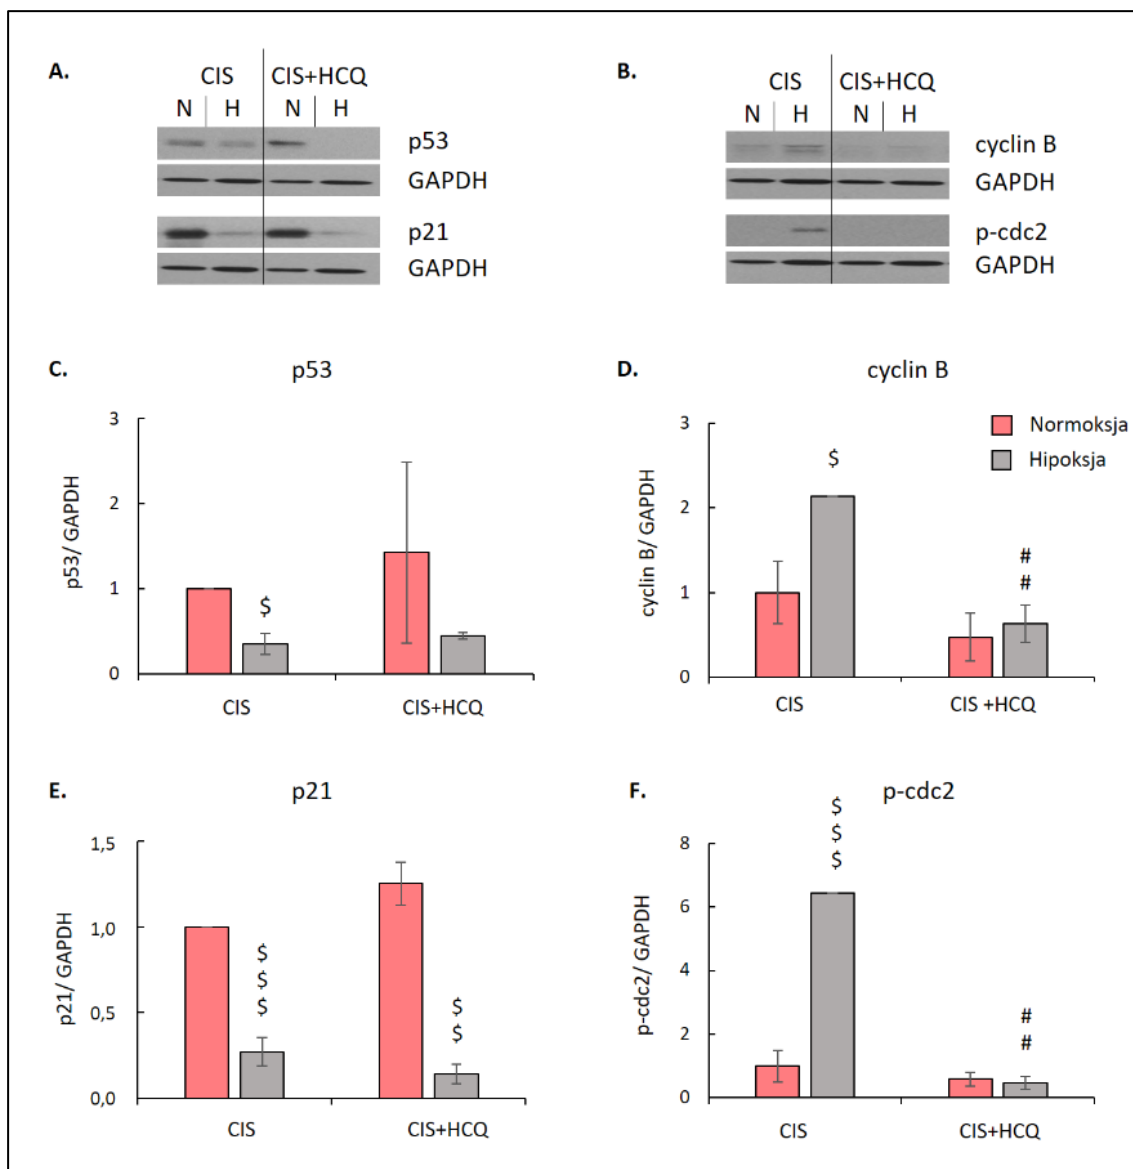 A.
CIS CIS+HCQ
N H N H
p53
GAPDH
p21
GAPDH
B.
CIS CIS+HCQ
N H N H
cyclin B
GAPDH
p-cdc2
GAPDH
C.
p53
p53/ GAPDH
3
2
1
0
$
CIS
CIS+HCQ
D.
cyclin B
cyclin B/ GAPDH
3
2
1
0
$
#
#
Normoksja
Hipoksja
CIS
CIS +HCQ
E.
p21
p21/ GAPDH
1,5
1,0
0,5
0,0
$
$
$
$
$
CIS
CIS+HCQ
F.
p-cdc2
p-cdc2/ GAPDH
8
6
4
2
0
$
$
$
#
#
CIS
CIS+HCQ